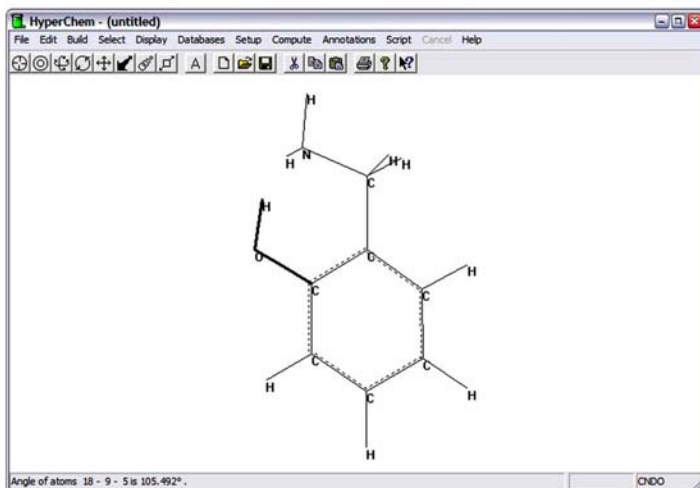 HyperChem - (untitled)
File Edit Build Select Display Databases Setup Compute Annotations Script Cancel Help
A
H
H N
H H
C
H
O
C
C
H
C
C
C
H
C
H
H
Angle of atoms 18 - 9 - 5 is 105.492°.
CNDO